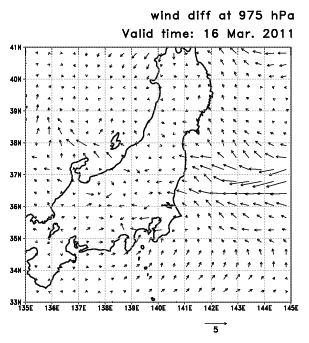 wind diff at 975 hPa
Valid time: 16 Mar. 2011
41N
40N
39N
38N
37N
36N
35N
34N
33N
135E 136E 137E 138E 139E 140E 141E 142E 143E 144E 145E
5